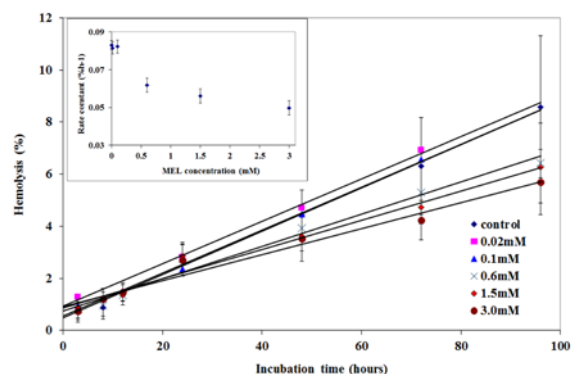 12
10
8
6
4
2
0
Hemolysis (%)
0.09
0.07
0.05
0.03
Rate constant (%h-1)
0 0.5 1 1.5 2 2.5 3
MEL concentration (mM)
control
0.02mM
0.1mM
0.6mM
1.5mM
3.0mM
0 20 40 60 80 100
Incubation time (hours)